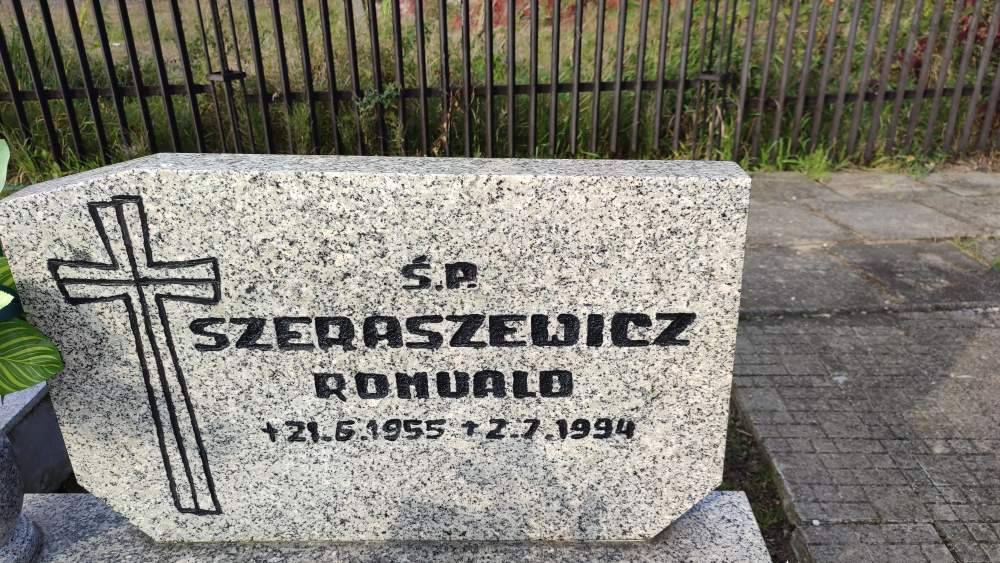 Ś.P.
SZERASZEWICZ
ROMUALD
+21.6.1955 +2.7.1994